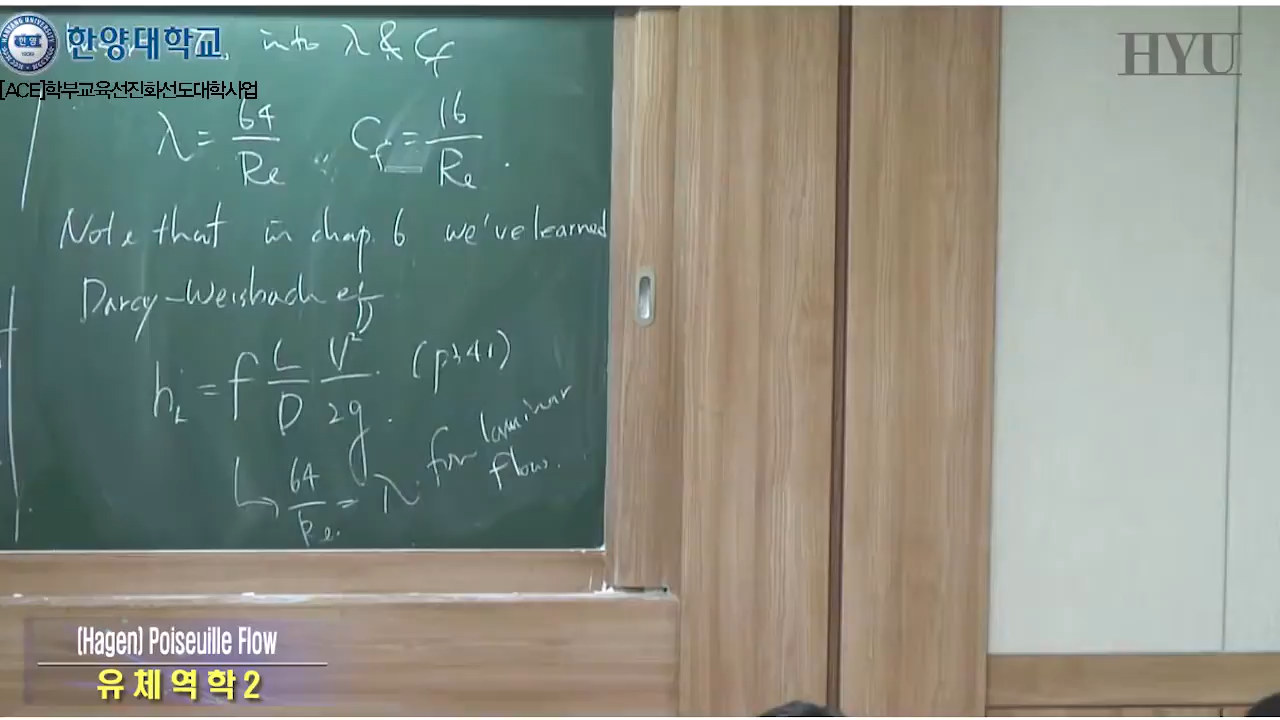 한양대학교
HYU
[ACE]학부교육선진화선도대학사업
into λ & Cf
λ = 64/Re, Cf = 16/Re.
Note that in chap. 6 we've learned
Darcy-Weisbach eq
hL = f L/D V²/2g. (p341)
↳ 64/Re = λ for laminar flow.
(Hagen) Poiseuille Flow
유체역학2